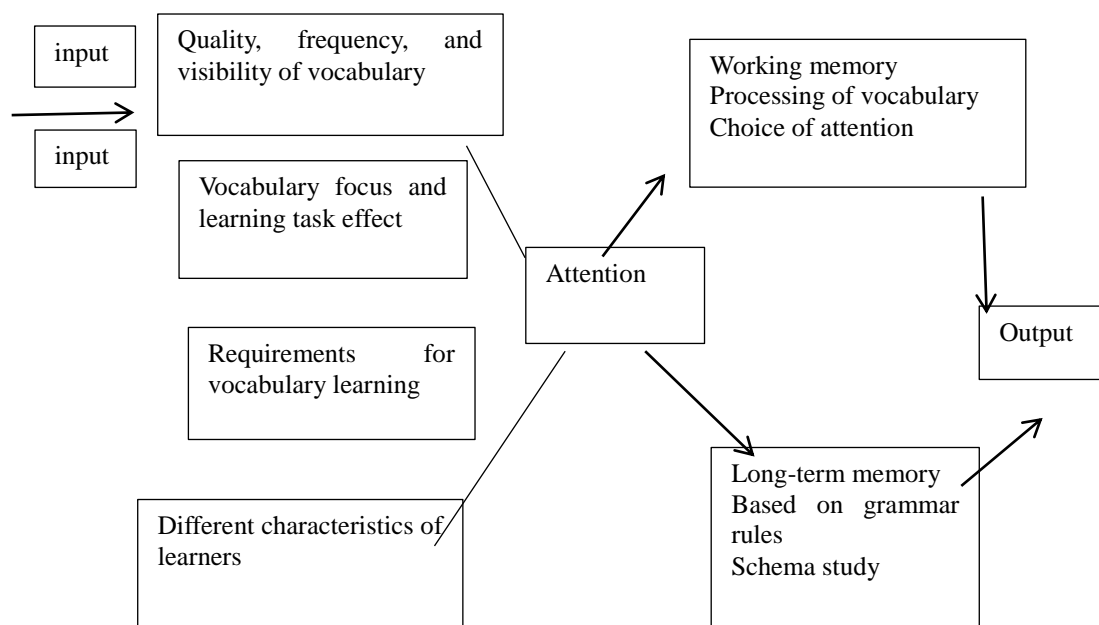 input
input
Quality, frequency, and
visibility of vocabulary
Vocabulary focus and
learning task effect
Requirements for
vocabulary learning
Different characteristics of
learners
Attention
Working memory
Processing of vocabulary
Choice of attention
Long-term memory
Based on grammar
rules
Schema study
Output